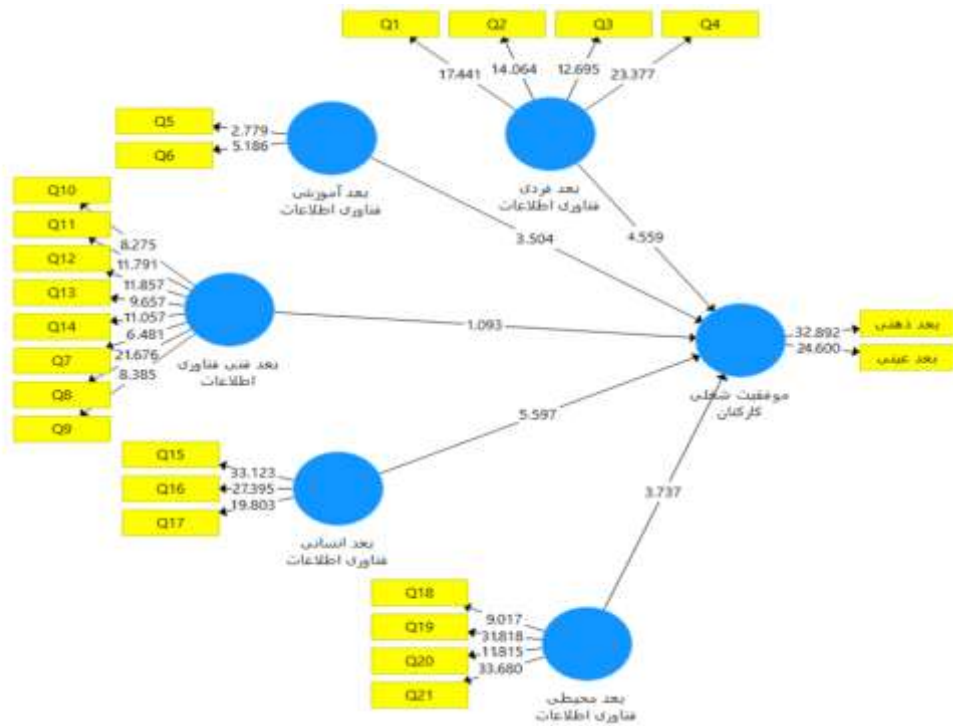 Q1
Q2
Q3
Q4
17.441
14.064
12.695
23.377
Q5
Q6
2.779
5.186
بعد آموزشی
فناوری اطلاعات
بعد فردی
فناوری اطلاعات
3.504
4.559
Q10
Q11
Q12
Q13
Q14
Q7
Q8
Q9
8.275
11.791
11.857
9.657
11.057
6.481
21.676
8.385
بعد فنی فناوری
اطلاعات
1.093
32.892
24.600
بعد ذهنی
بعد عینی
موفقیت شغلی
کارکنان
5.597
3.737
Q15
Q16
Q17
33.123
27.395
19.803
بعد انسانی
فناوری اطلاعات
Q18
Q19
Q20
Q21
9.017
31.818
11.815
33.680
بعد محیطی
فناوری اطلاعات